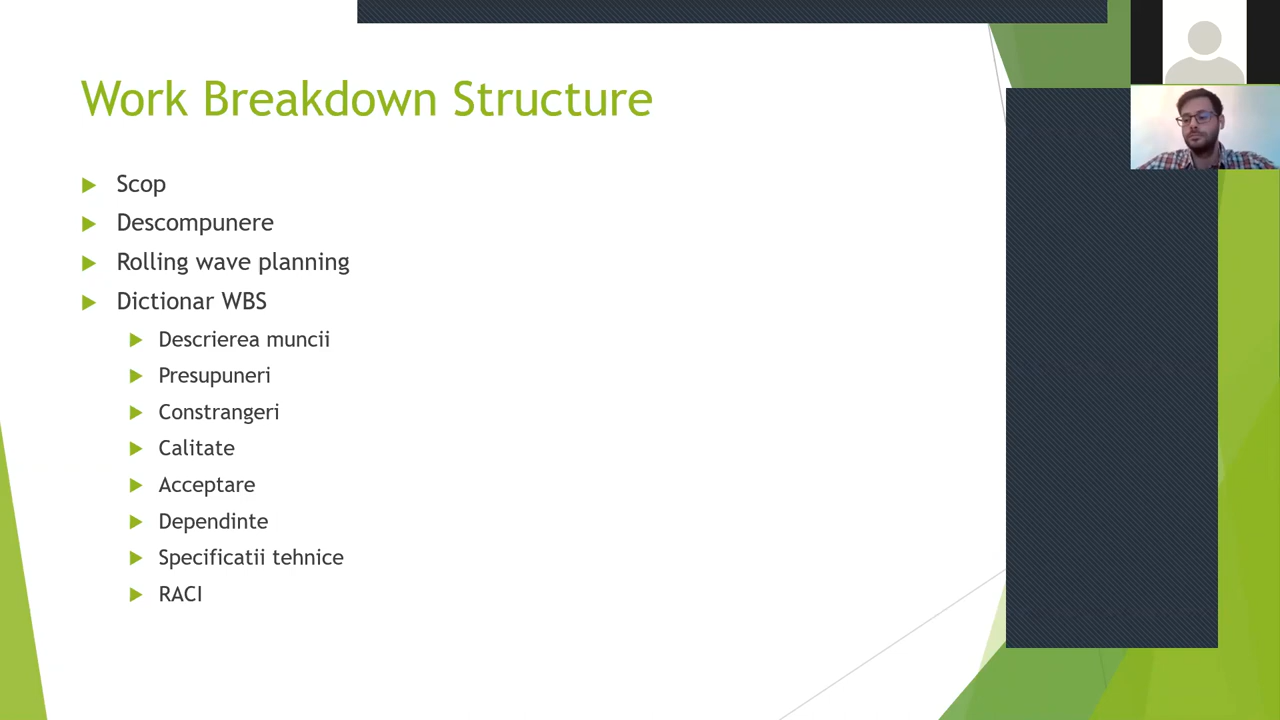 Work Breakdown Structure
Scop
Descompunere
Rolling wave planning
Dictionar WBS
Descrierea muncii
Presupuneri
Constrangeri
Calitate
Acceptare
Dependinte
Specificatii tehnice
RACI